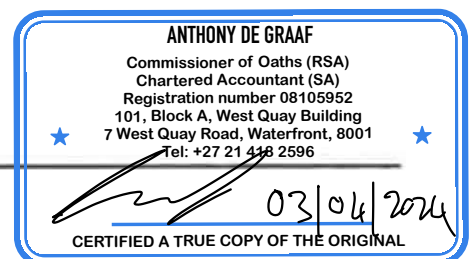 ANTHONY DE GRAAF
Commissioner of Oaths (RSA)
Chartered Accountant (SA)
Registration number 08105952
101, Block A, West Quay Building
7 West Quay Road, Waterfront, 8001
Tel: +27 21 418 2596
03/04/2024
CERTIFIED A TRUE COPY OF THE ORIGINAL